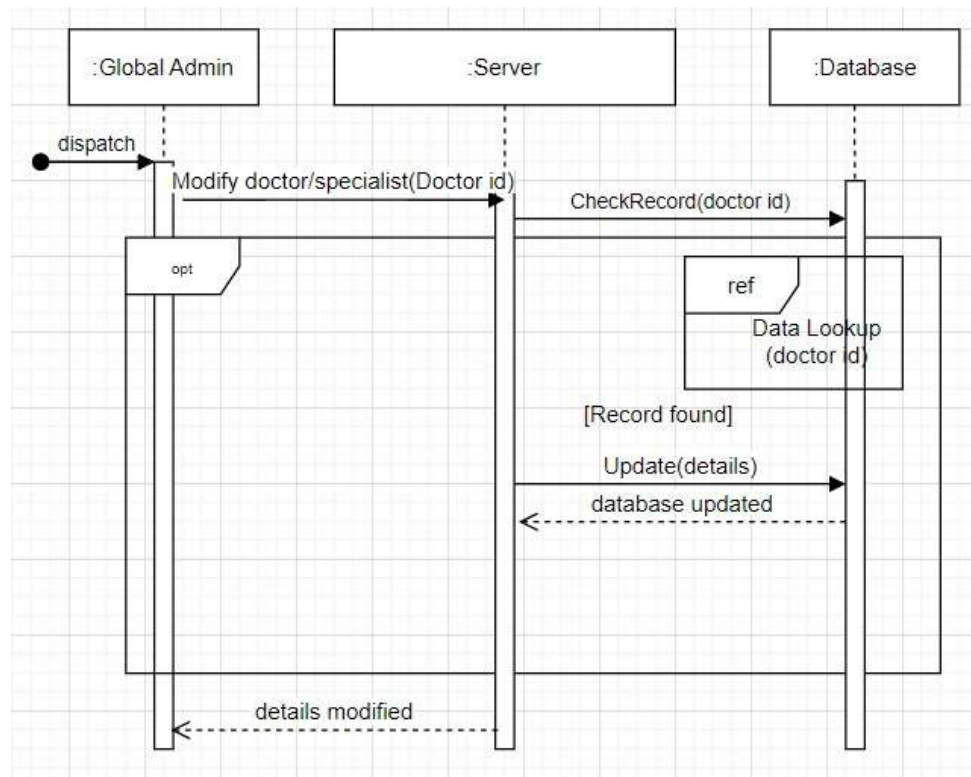 :Global Admin
:Server
:Database
dispatch
Modify doctor/specialist(Doctor id)
CheckRecord(doctor id)
opt
ref
Data Lookup
(doctor id)
[Record found]
Update(details)
database updated
details modified